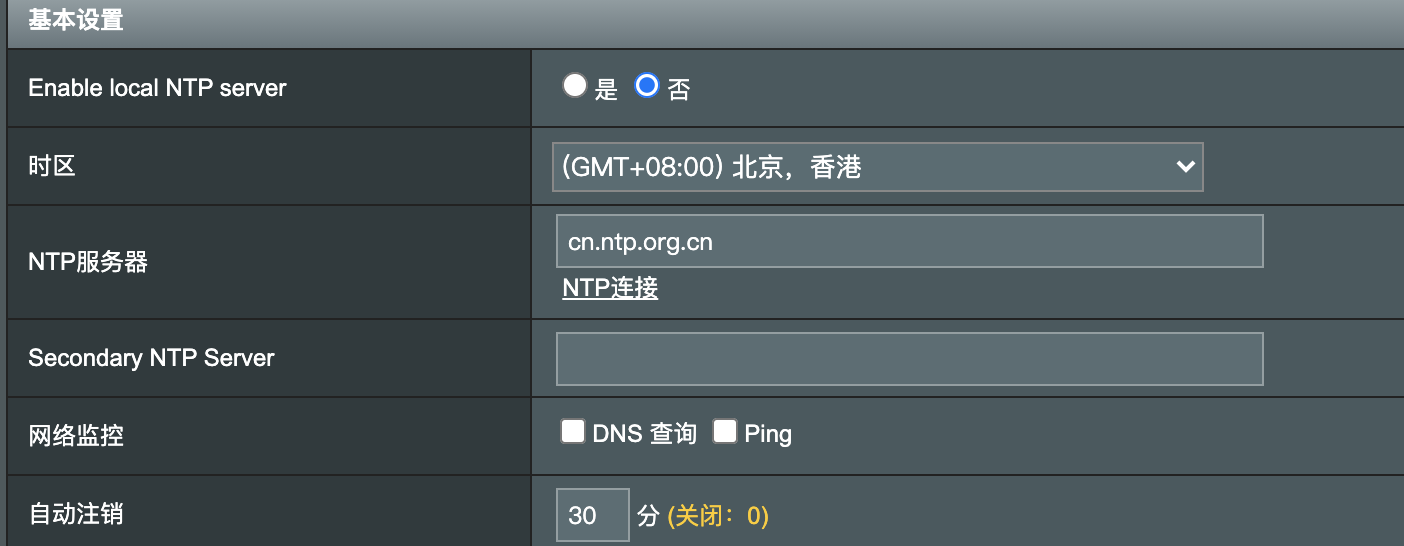 基本设置
Enable local NTP server
是 否
时区
(GMT+08:00) 北京，香港
NTP服务器
cn.ntp.org.cn
NTP连接
Secondary NTP Server
网络监控
DNS 查询 Ping
自动注销
30 分 (关闭：0)